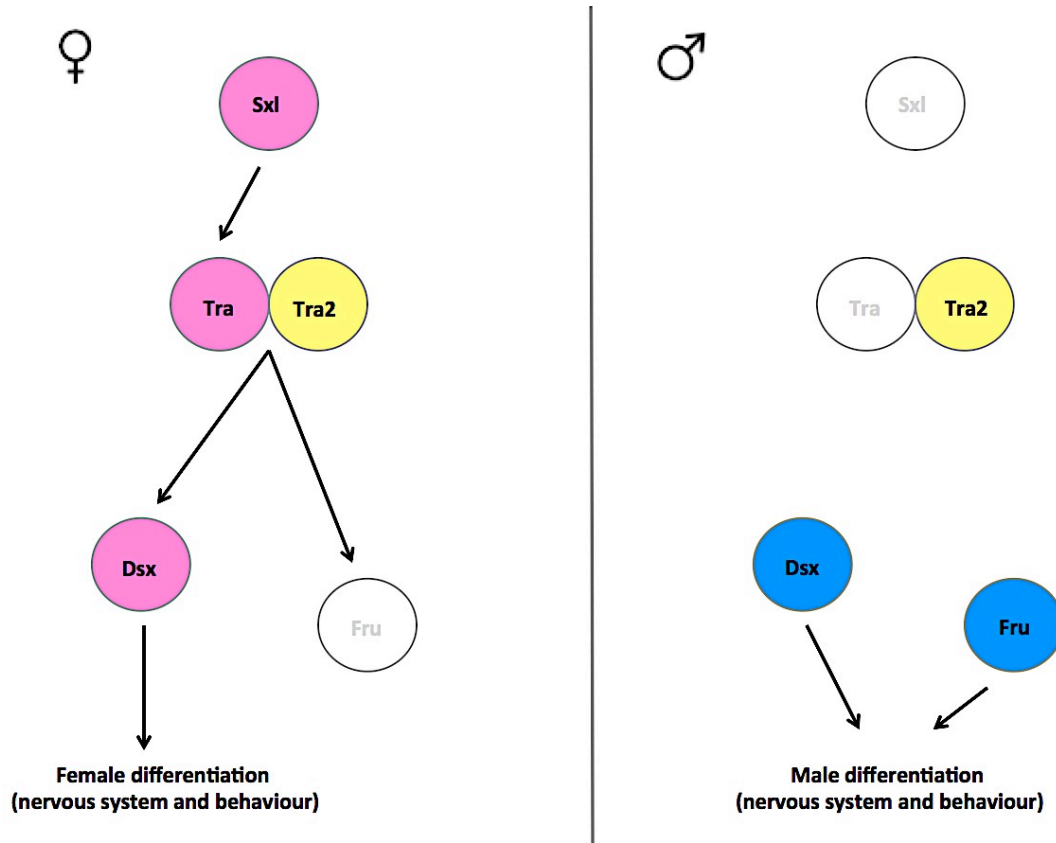 ♀
Sxl
Tra
Tra2
Dsx
Fru
Female differentiation
(nervous system and behaviour)
♂
Sxl
Tra
Tra2
Dsx
Fru
Male differentiation
(nervous system and behaviour)